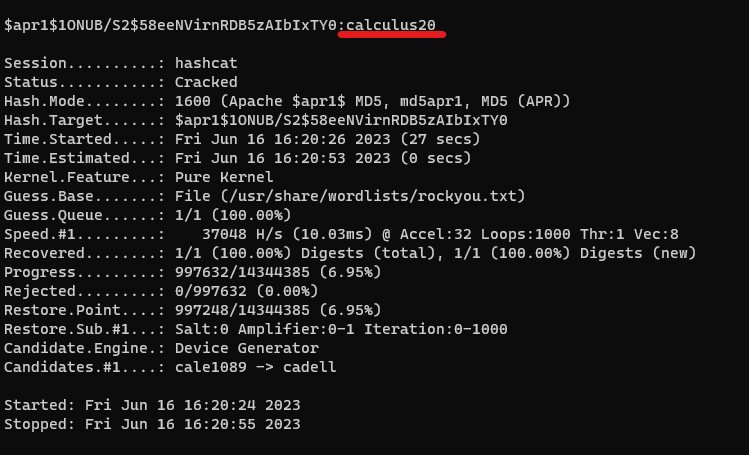 $apr1$1ONUB/S2$58eeNVirnRDB5zAIbIxTY0:calculus20
Session..........: hashcat
Status...........: Cracked
Hash.Mode........: 1600 (Apache $apr1$ MD5, md5apr1, MD5 (APR))
Hash.Target......: $apr1$1ONUB/S2$58eeNVirnRDB5zAIbIxTY0
Time.Started.....: Fri Jun 16 16:20:26 2023 (27 secs)
Time.Estimated...: Fri Jun 16 16:20:53 2023 (0 secs)
Kernel.Feature...: Pure Kernel
Guess.Base.......: File (/usr/share/wordlists/rockyou.txt)
Guess.Queue......: 1/1 (100.00%)
Speed.#1.........:    37048 H/s (10.03ms) @ Accel:32 Loops:1000 Thr:1 Vec:8
Recovered........: 1/1 (100.00%) Digests (total), 1/1 (100.00%) Digests (new)
Progress.........: 997632/14344385 (6.95%)
Rejected.........: 0/997632 (0.00%)
Restore.Point....: 997248/14344385 (6.95%)
Restore.Sub.#1...: Salt:0 Amplifier:0-1 Iteration:0-1000
Candidate.Engine.: Device Generator
Candidates.#1....: cale1089 -> cadell
Started: Fri Jun 16 16:20:24 2023
Stopped: Fri Jun 16 16:20:55 2023